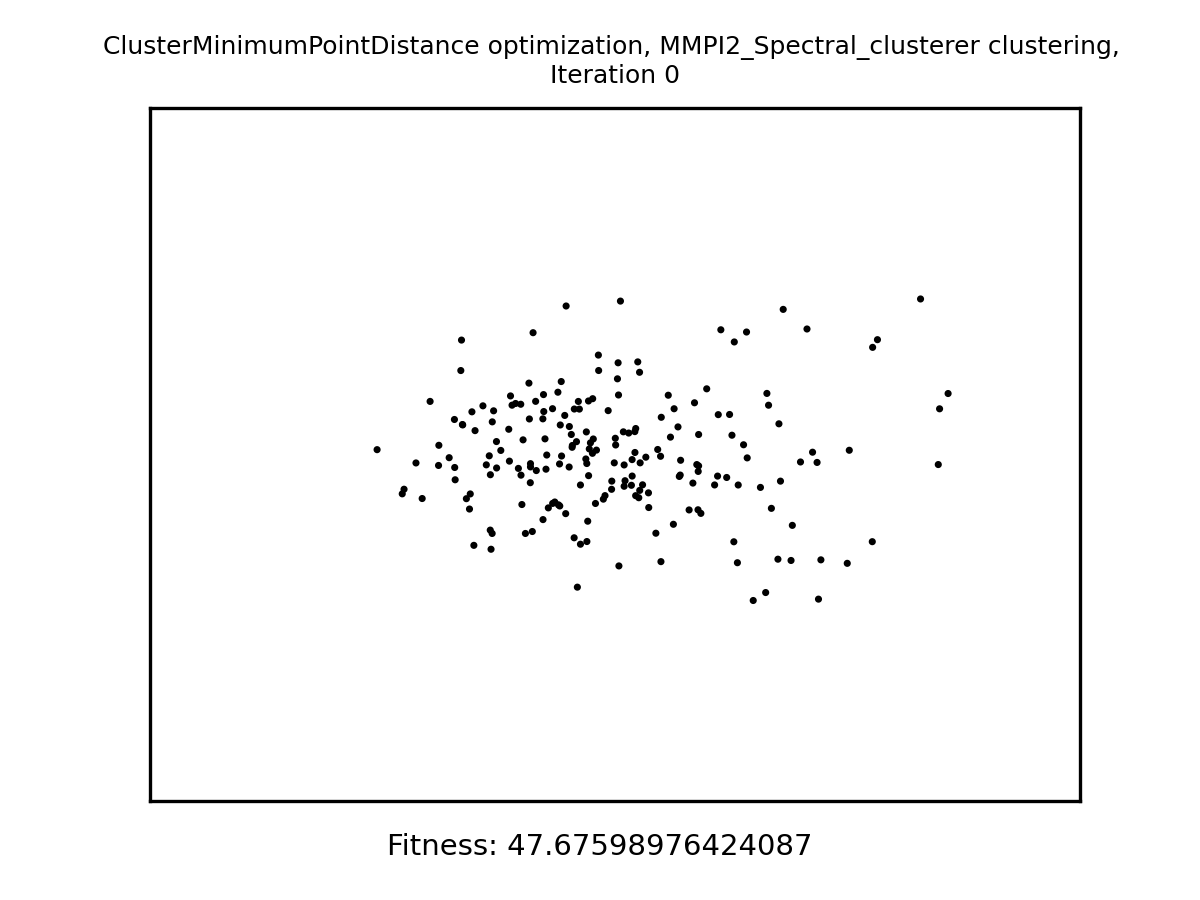 ClusterMinimumPointDistance optimization, MMPI2_Spectral_clusterer clustering,
Iteration 0
Fitness: 47.67598976424087